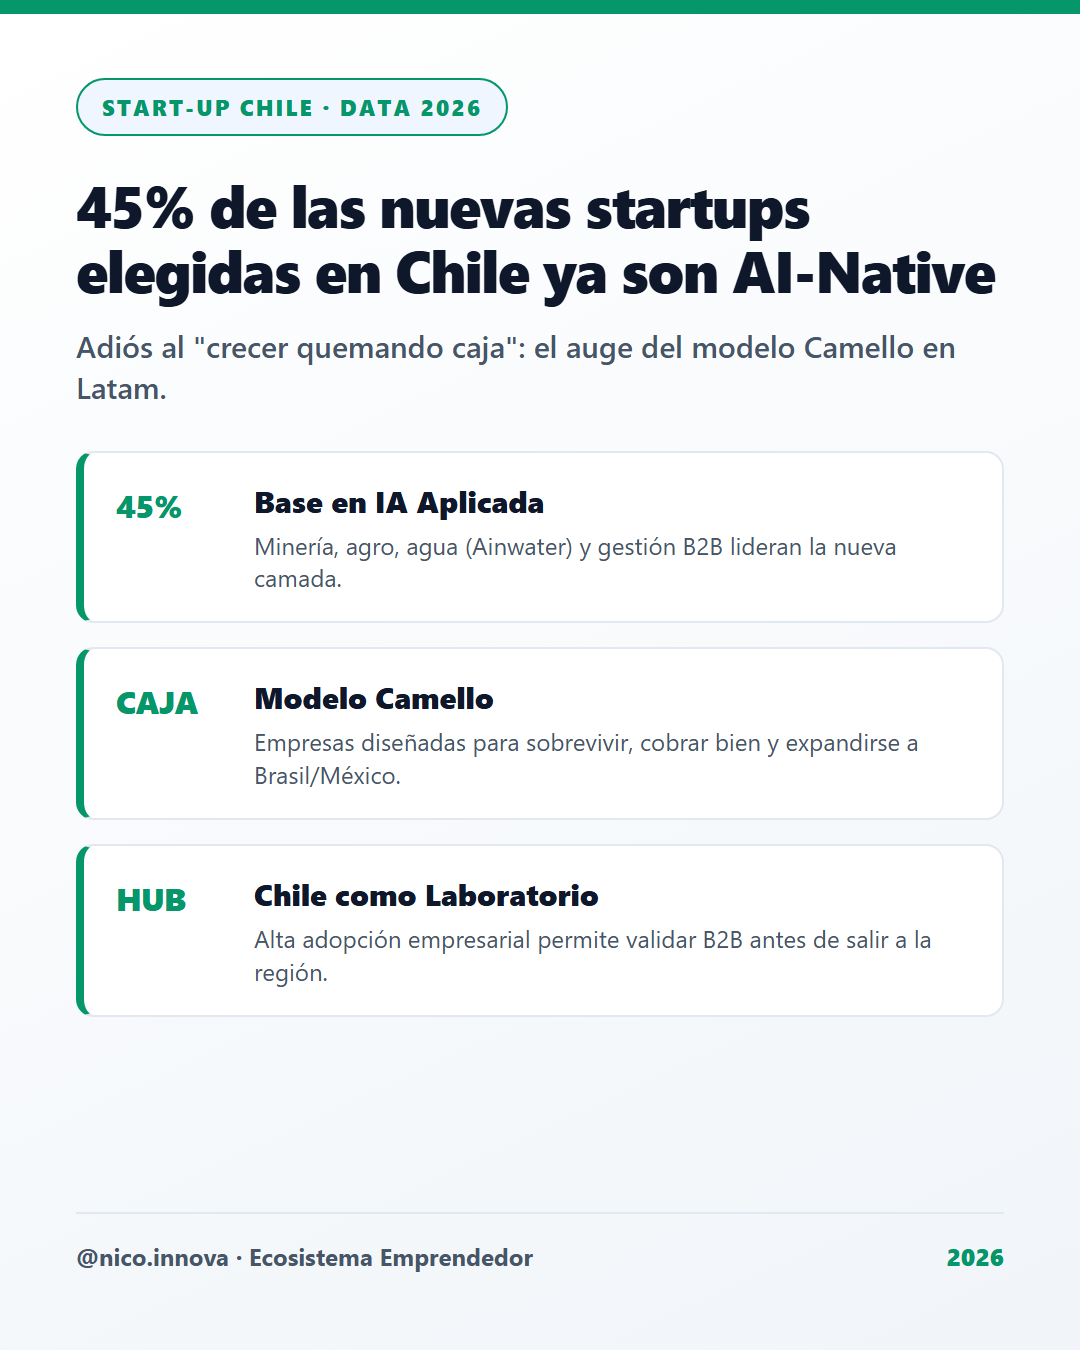 START-UP CHILE · DATA 2026
45% de las nuevas startups
elegidas en Chile ya son AI-Native
Adiós al "crecer quemando caja": el auge del modelo Camello en
Latam.
45%
Base en IA Aplicada
Minería, agro, agua (Ainwater) y gestión B2B lideran la nueva
camada.
CAJA
Modelo Camello
Empresas diseñadas para sobrevivir, cobrar bien y expandirse a
Brasil/México.
HUB
Chile como Laboratorio
Alta adopción empresarial permite validar B2B antes de salir a la
región.
@nico.innova · Ecosistema Emprendedor
2026